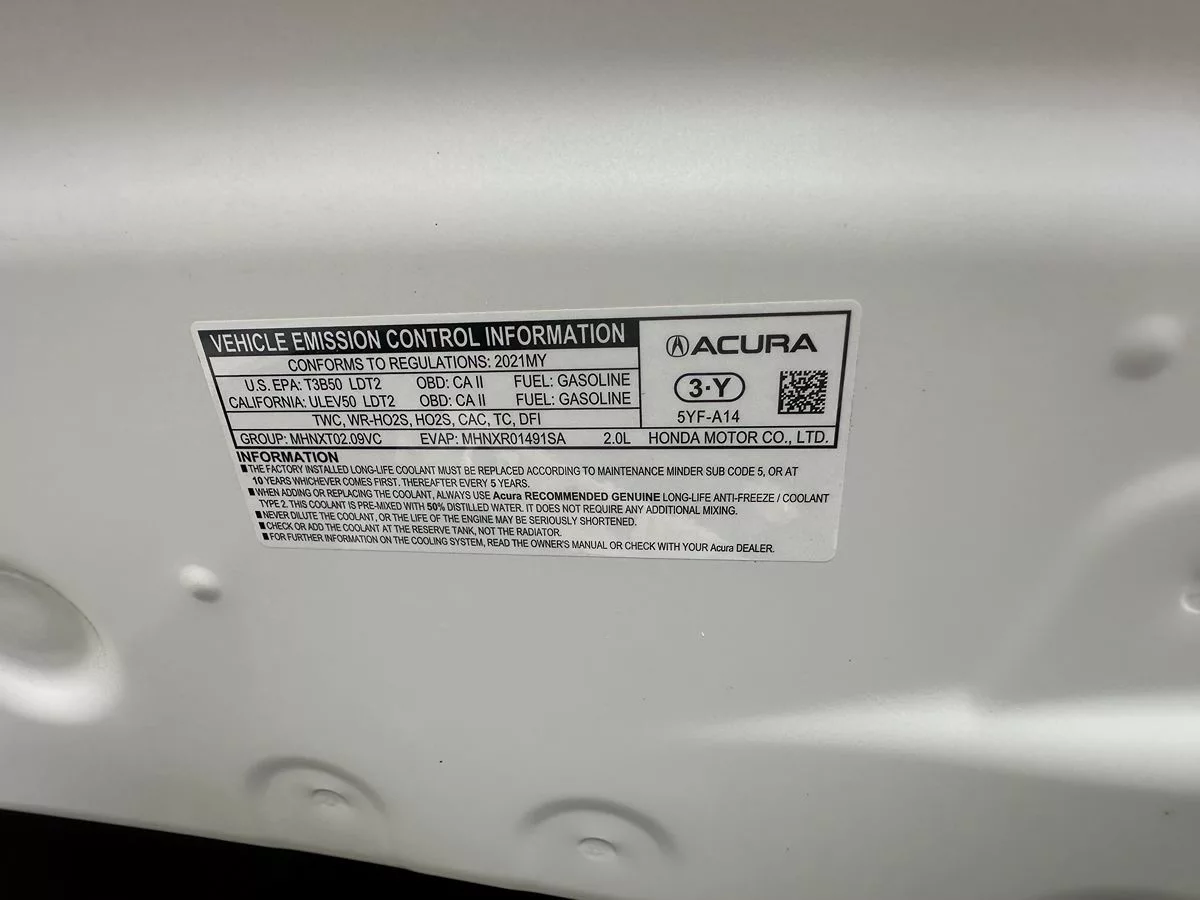 VEHICLE EMISSION CONTROL INFORMATION
CONFORMS TO REGULATIONS: 2021MY
U.S. EPA: T3B50 LDT2 OBD: CA II FUEL: GASOLINE
CALIFORNIA: ULEV50 LDT2 OBD: CA II FUEL: GASOLINE
TWC, WR-HO2S, HO2S, CAC, TC, DFI
GROUP: MHNXT02.09VC EVAP: MHNXR01491SA 2.0L
ACURA
3·Y
5YF-A14
HONDA MOTOR CO., LTD.
INFORMATION
■THE FACTORY INSTALLED LONG-LIFE COOLANT MUST BE REPLACED ACCORDING TO MAINTENANCE MINDER SUB CODE 5, OR AT
10 YEARS WHICHEVER COMES FIRST. THEREAFTER EVERY 5 YEARS.
■WHEN ADDING OR REPLACING THE COOLANT, ALWAYS USE Acura RECOMMENDED GENUINE LONG-LIFE ANTI-FREEZE / COOLANT
TYPE 2. THIS COOLANT IS PRE-MIXED WITH 50% DISTILLED WATER. IT DOES NOT REQUIRE ANY ADDITIONAL MIXING.
■NEVER DILUTE THE COOLANT, OR THE LIFE OF THE ENGINE MAY BE SERIOUSLY SHORTENED.
■CHECK OR ADD THE COOLANT AT THE RESERVE TANK, NOT THE RADIATOR.
■FOR FURTHER INFORMATION ON THE COOLING SYSTEM, READ THE OWNER'S MANUAL OR CHECK WITH YOUR Acura DEALER.